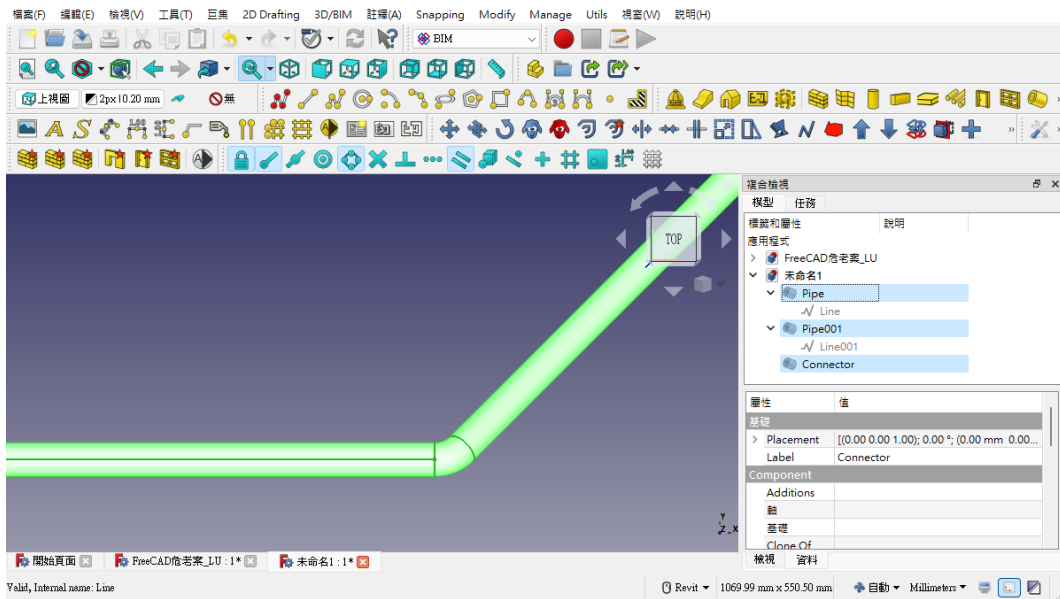 檔案(F) 編輯(E) 檢視(V) 工具(T) 巨集 2D Drafting 3D/BIM 註釋(A) Snapping Modify Manage Utils 視窗(W) 說明(H)
BIM
上視圖 2px | 0.20 mm 無
複合檢視
模型 任務
標籤和屬性 說明
應用程式
FreeCAD危老案_LU
未命名1
Pipe
Line
Pipe001
Line001
Connector
TOP
屬性 值
基礎
Placement [(0.00 0.00 1.00); 0.00 °; (0.00 mm 0.00...
Label Connector
Component
Additions
軸
基礎
Clone Of
Y
Z X
檢視 資料
開始頁面 FreeCAD危老案_LU : 1* 未命名1 : 1*
Valid, Internal name: Line Revit 1069.99 mm x 550.50 mm 自動 Millimeters